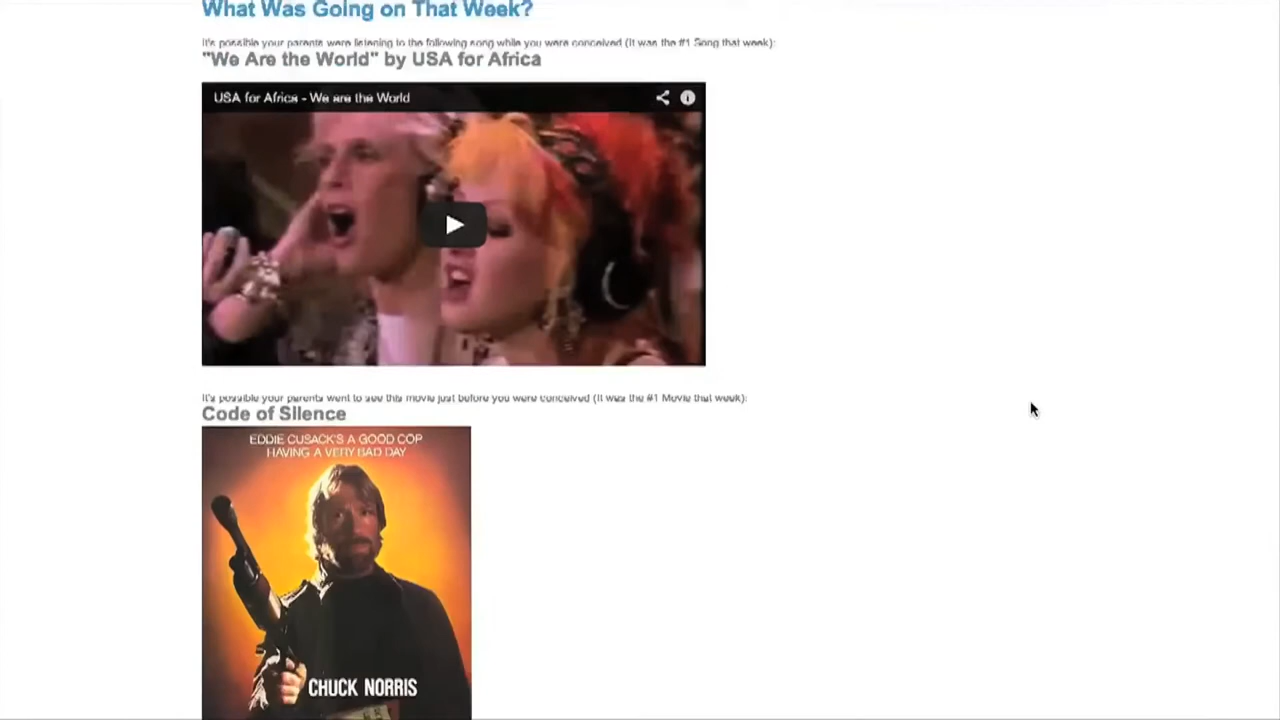 What Was Going on That Week?
It's possible your parents were listening to the following song while you were conceived (It was the #1 Song that week):
"We Are the World" by USA for Africa
USA for Africa - We are the World
It's possible your parents went to see this movie just before you were conceived (It was the #1 Movie that week):
Code of Silence
EDDIE CUSACK'S A GOOD COP
HAVING A VERY BAD DAY
CHUCK NORRIS